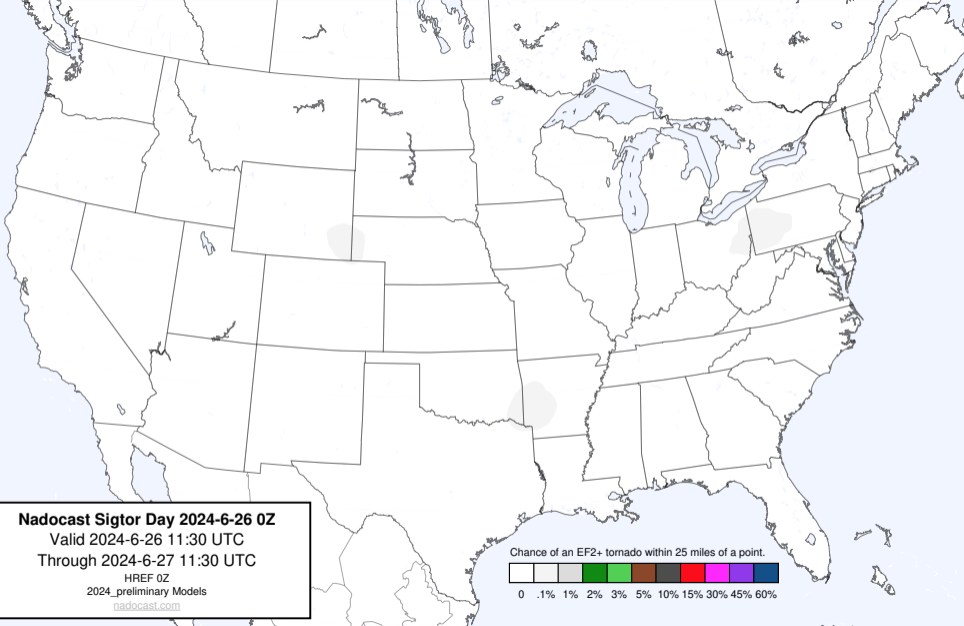 Nadocast Sigtor Day 2024-6-26 0Z
Valid 2024-6-26 11:30 UTC
Through 2024-6-27 11:30 UTC
HREF 0Z
2024_preliminary Models
nadocast.com
Chance of an EF2+ tornado within 25 miles of a point.
0 .1% 1% 2% 3% 5% 10% 15% 30% 45% 60%